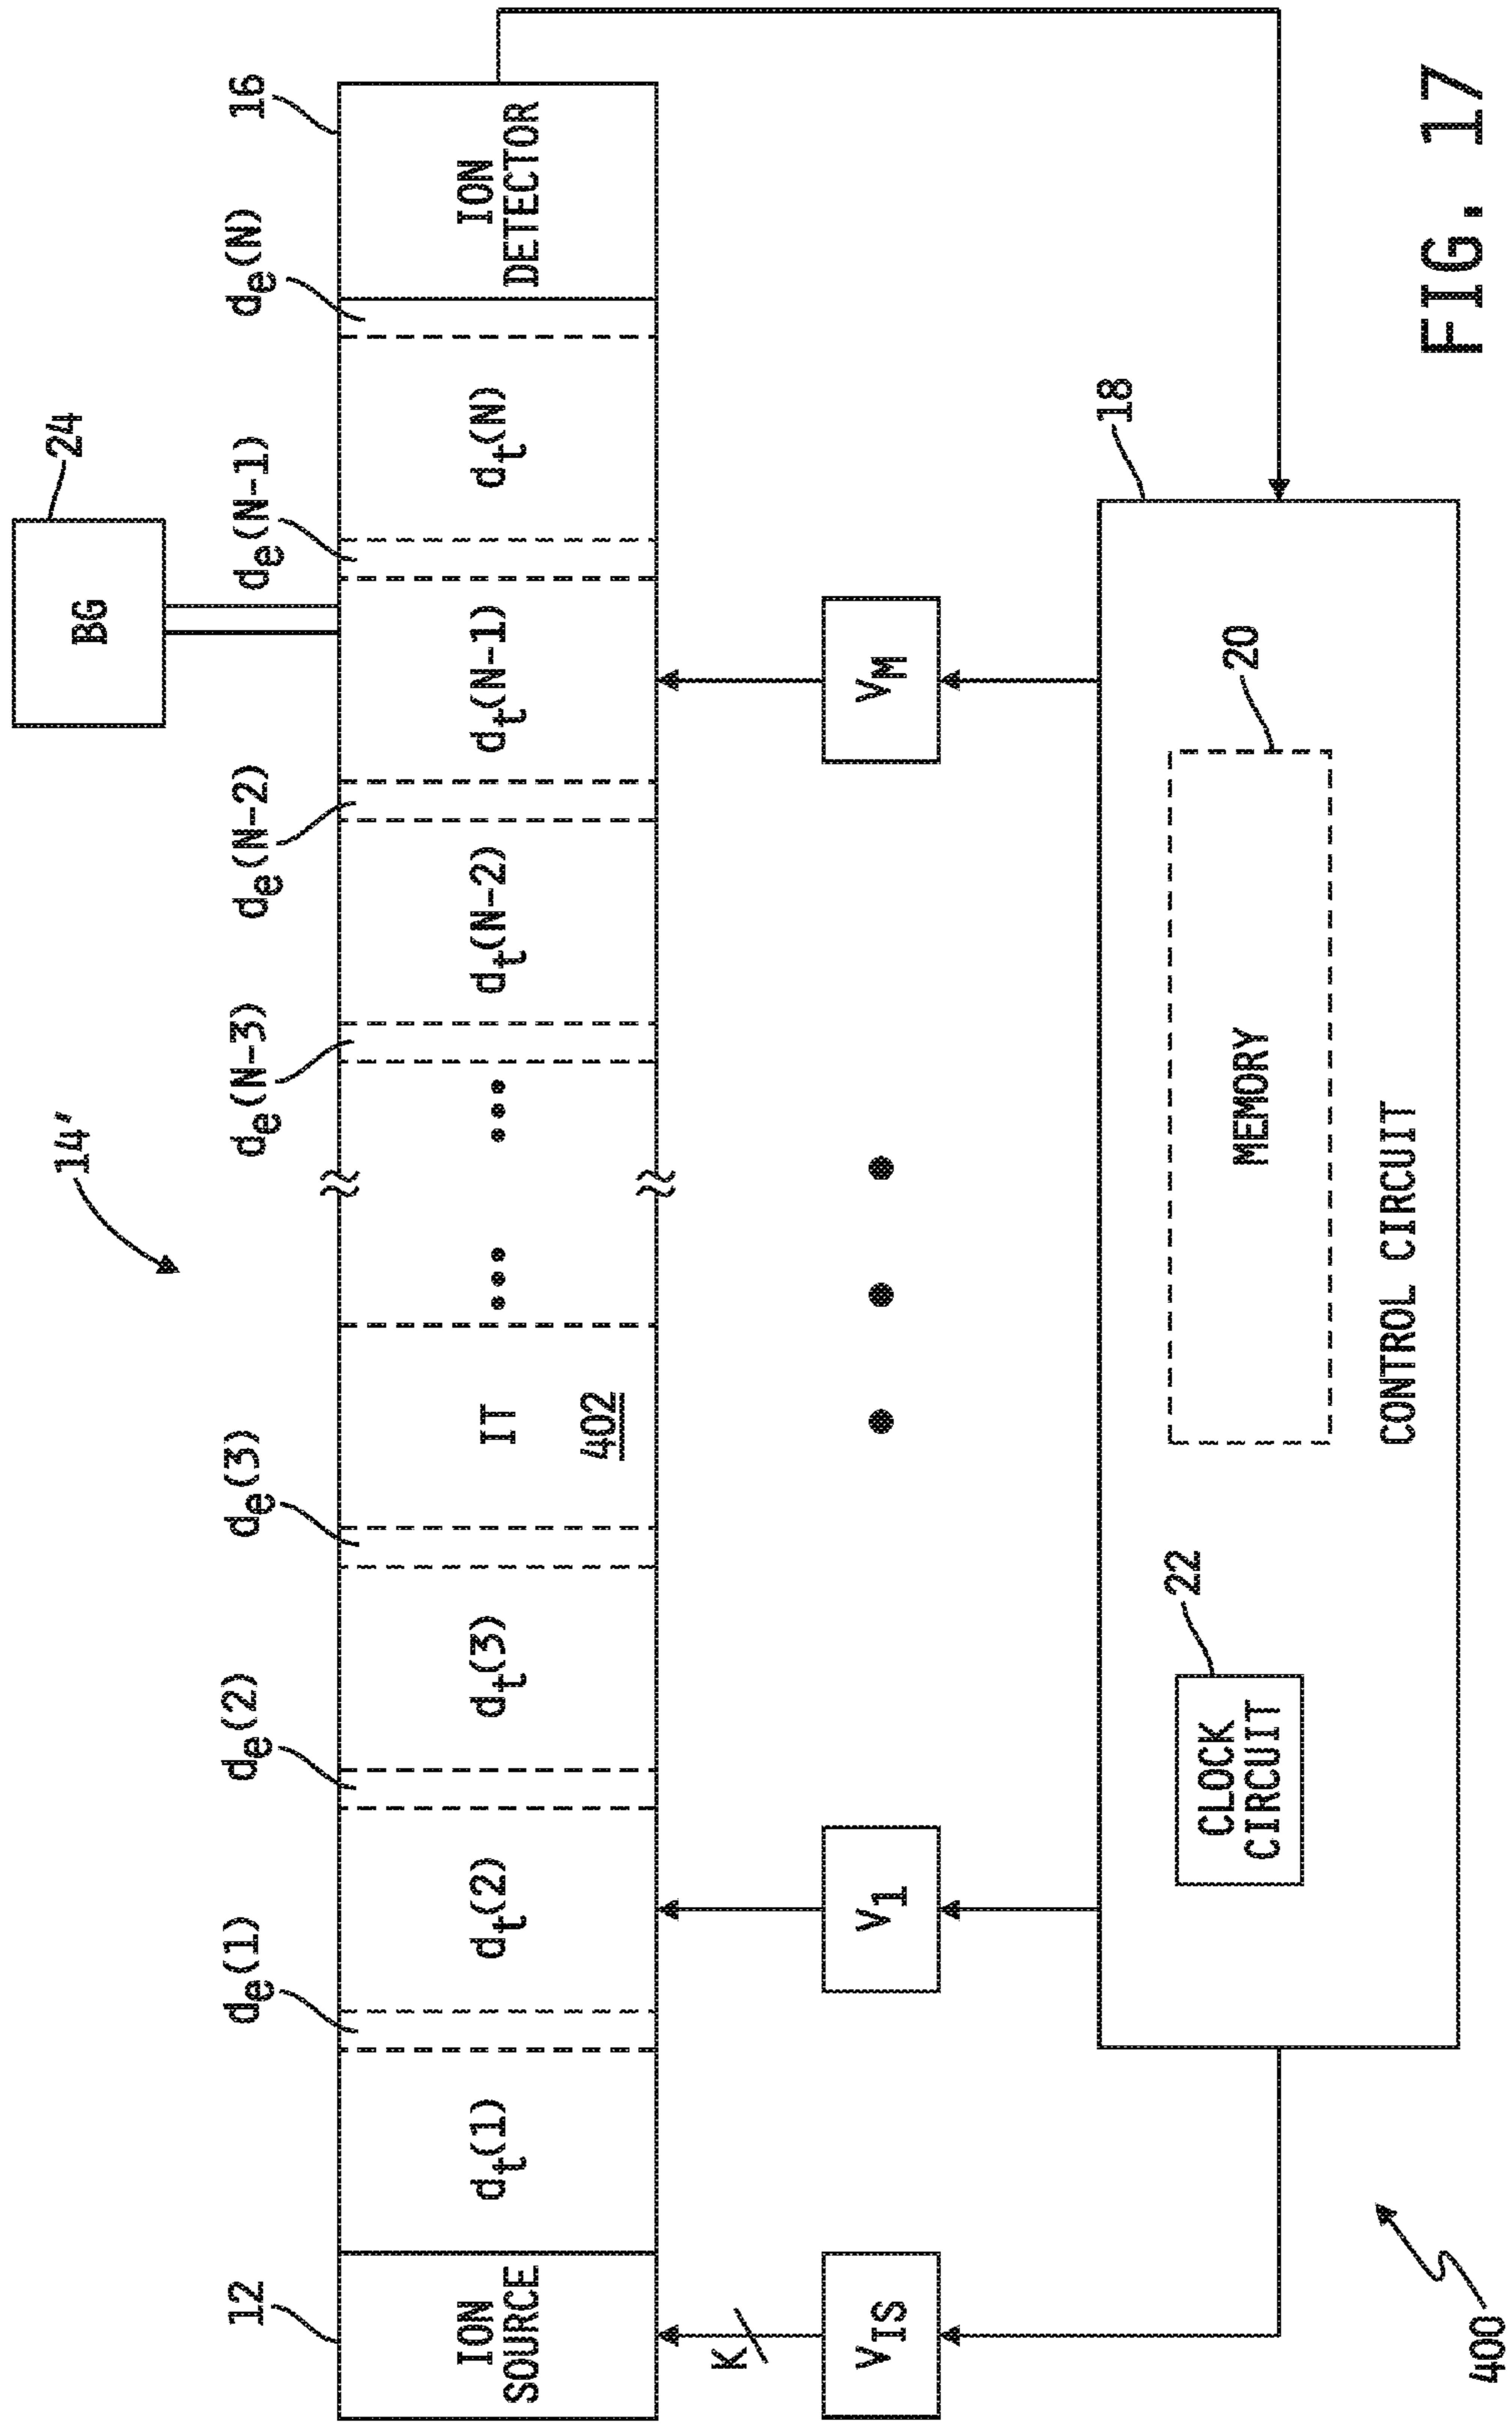 BG
24
14'
12
de(1)
de(2)
de(3)
de(N-3)
de(N-2)
de(N-1)
de(N)
16
ION
SOURCE
dt(1)
dt(2)
dt(3)
IT
402
•••
•••
dt(N-2)
dt(N-1)
dt(N)
ION
DETECTOR
K
VIS
V1
• • •
VM
18
22
CLOCK
CIRCUIT
20
MEMORY
CONTROL CIRCUIT
400
FIG. 17